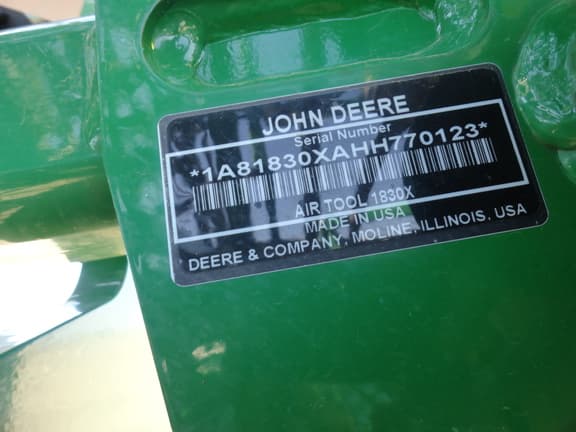 JOHN DEERE
Serial Number
*1A81830XAHH770123*
AIR TOOL 1830X
MADE IN USA
DEERE & COMPANY, MOLINE, ILLINOIS, USA